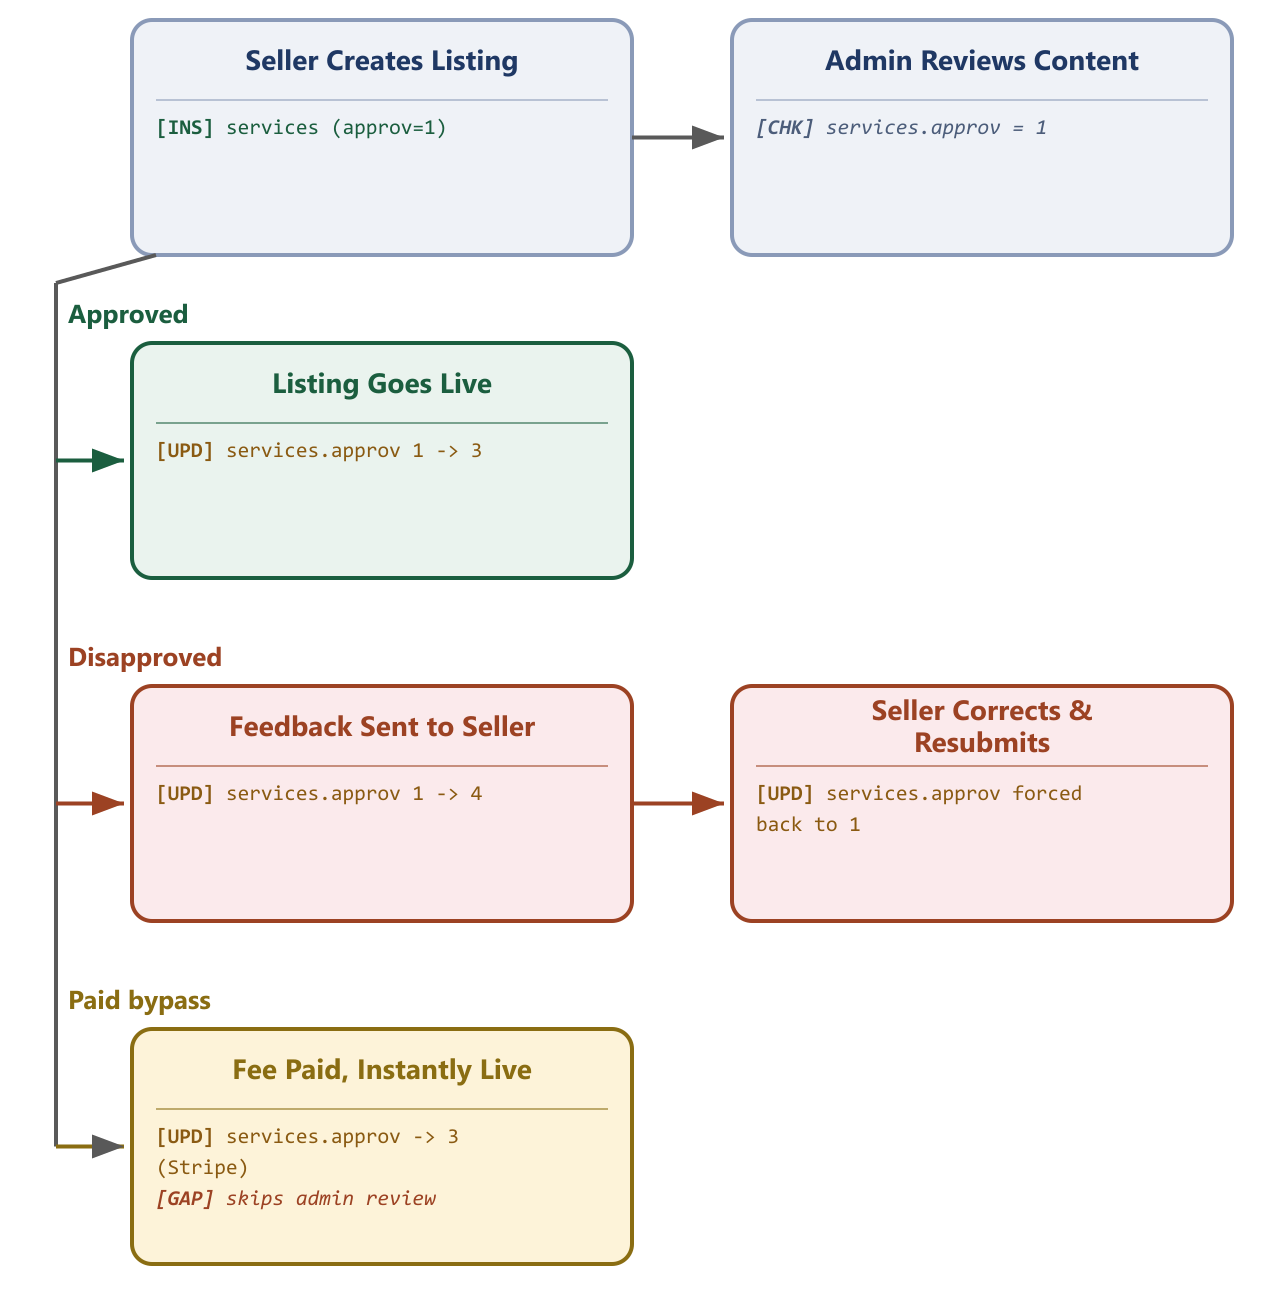 Seller Creates Listing
[INS] services (approv=1)
Admin Reviews Content
[CHK] services.approv = 1
Approved
Listing Goes Live
[UPD] services.approv 1 -> 3
Disapproved
Feedback Sent to Seller
[UPD] services.approv 1 -> 4
Seller Corrects &
Resubmits
[UPD] services.approv forced
back to 1
Paid bypass
Fee Paid, Instantly Live
[UPD] services.approv -> 3
(Stripe)
[GAP] skips admin review